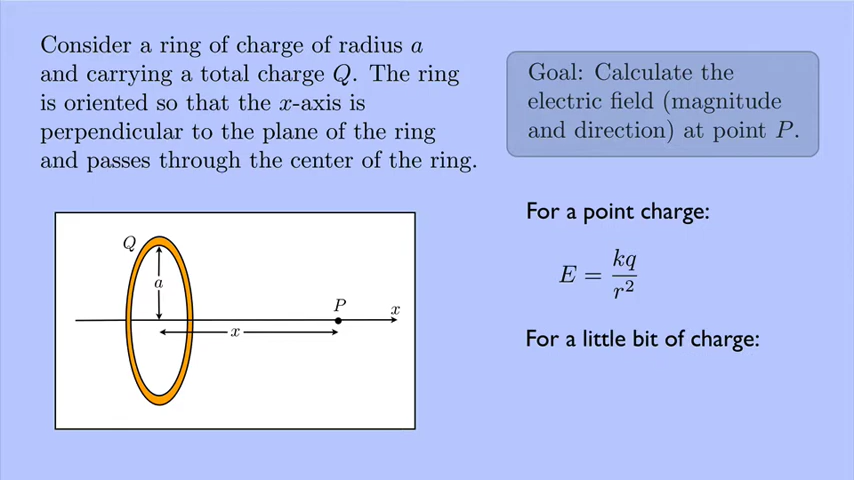 Consider a ring of charge of radius a
and carrying a total charge Q. The ring
is oriented so that the x-axis is
perpendicular to the plane of the ring
and passes through the center of the ring.
Goal: Calculate the
electric field (magnitude
and direction) at point P.
For a point charge:
E = kq/r²
For a little bit of charge:
Q
a
P
x
x